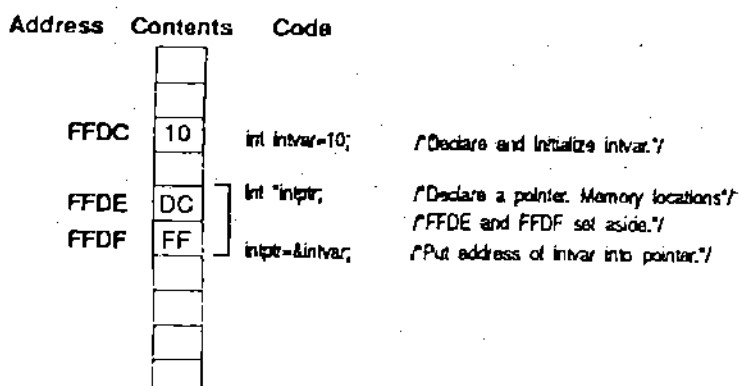 Address Contents Code
FFDC 10 int intvar=10; /*Declare and Initialize intvar.*/
FFDE DC int *intptr; /*Declare a pointer. Memory locations*/
/*FFDE and FFDF set aside.*/
FFDF FF intptr=&intvar; /*Put address of intvar into pointer.*/